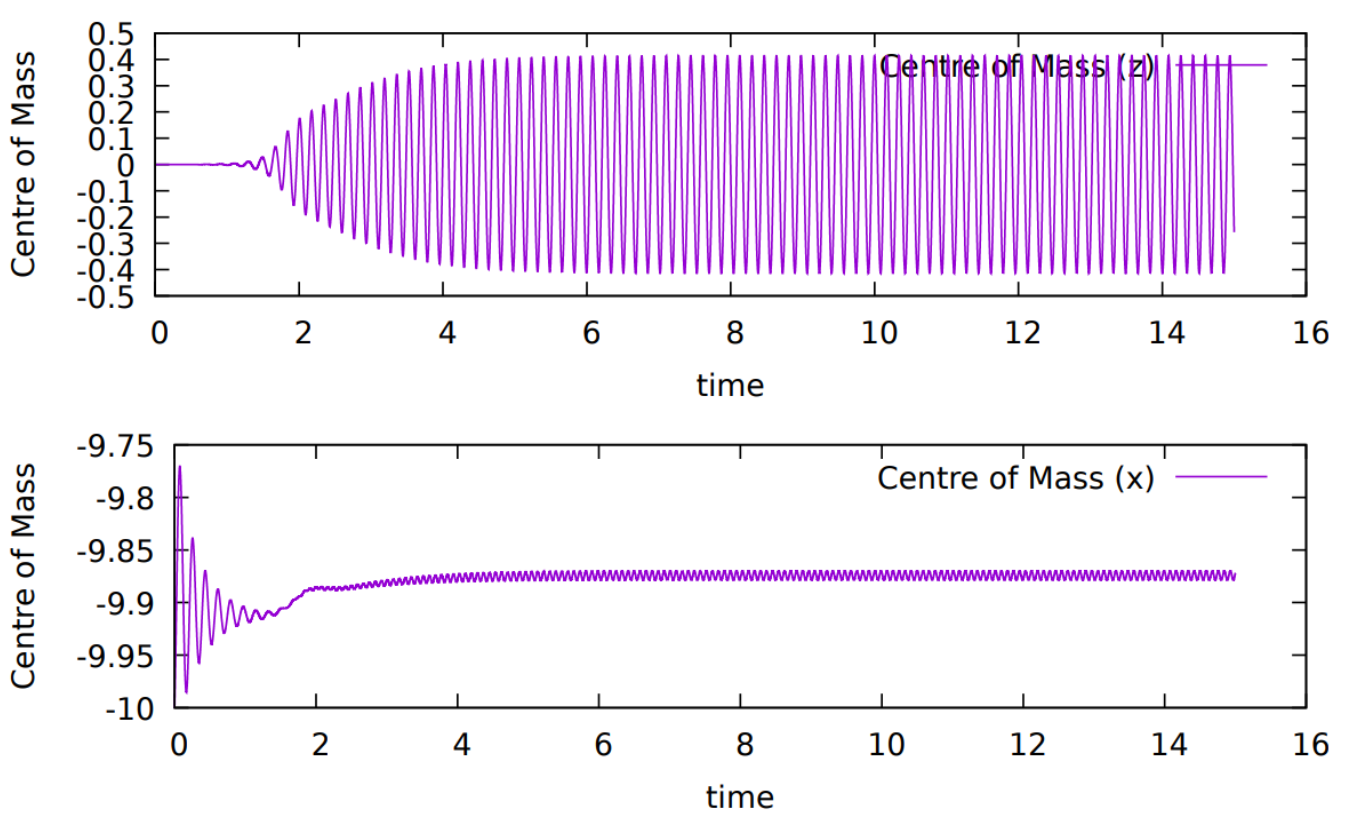 0.5
0.4
0.3
0.2
0.1
0
-0.1
-0.2
-0.3
-0.4
-0.5
Centre of Mass
Centre of Mass (z)
0 2 4 6 8 10 12 14 16
time
-9.75
-9.8
-9.85
-9.9
-9.95
-10
Centre of Mass
Centre of Mass (x)
0 2 4 6 8 10 12 14 16
time